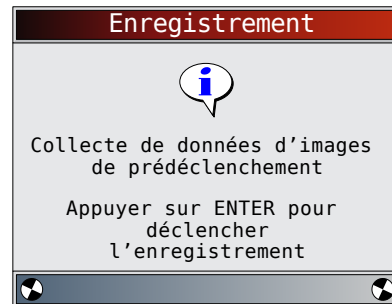 Enregistrement
i
Collecte de données d’images
de prédéclenchement
Appuyer sur ENTER pour
déclencher
l’enregistrement